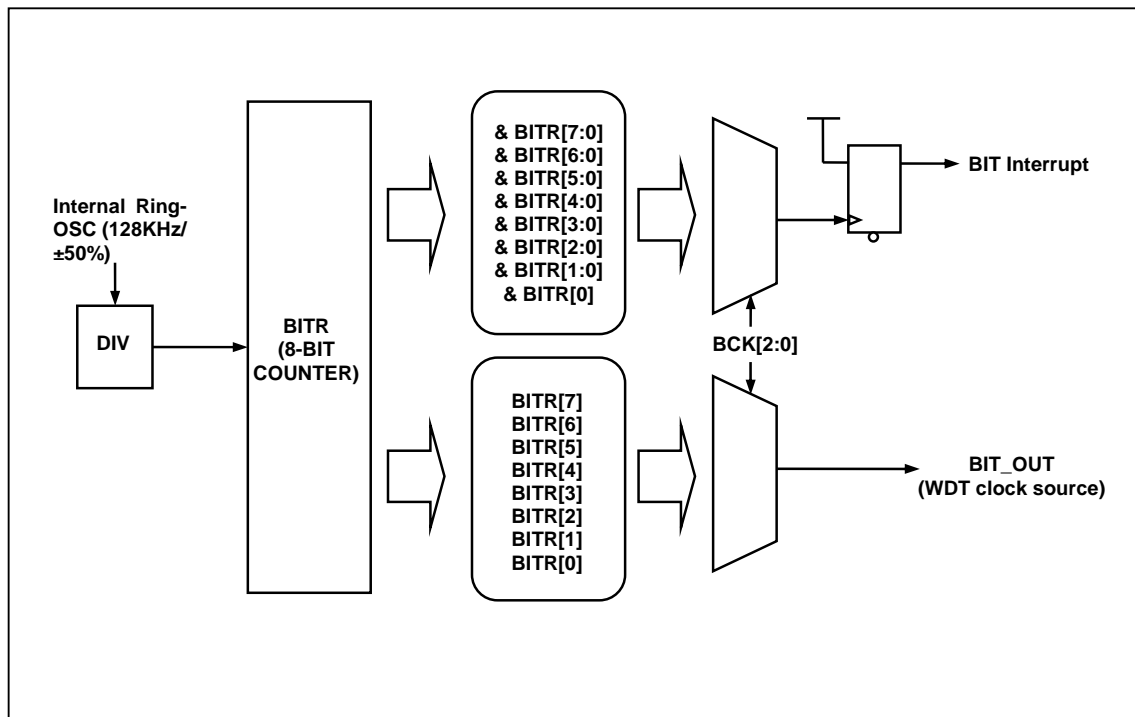 Internal Ring-
OSC (128KHz/
±50%)
DIV
BITR
(8-BIT
COUNTER)
& BITR[7:0]
& BITR[6:0]
& BITR[5:0]
& BITR[4:0]
& BITR[3:0]
& BITR[2:0]
& BITR[1:0]
& BITR[0]
BITR[7]
BITR[6]
BITR[5]
BITR[4]
BITR[3]
BITR[2]
BITR[1]
BITR[0]
BCK[2:0]
BIT Interrupt
BIT_OUT
(WDT clock source)